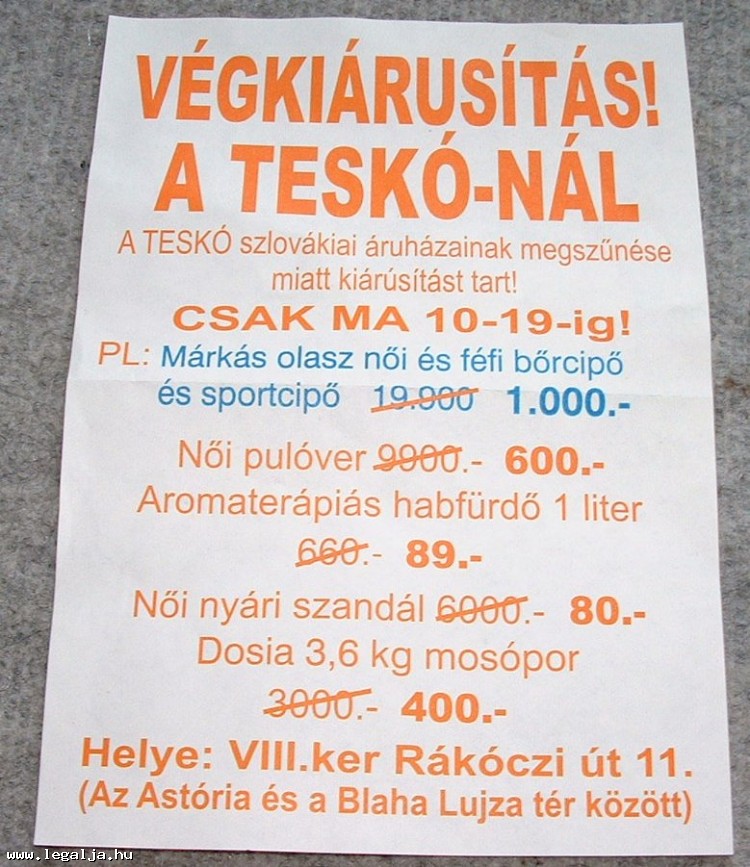 VÉGKIÁRUSÍTÁS!
A TESKÓ-NÁL
A TESKÓ szlovákiai áruházainak megszűnése
miatt kiárúsítást tart!
CSAK MA 10-19-ig!
PL: Márkás olasz női és féfi bőrcipő
és sportcipő 19.900 1.000.-
Női pulóver 9900.- 600.-
Aromaterápiás habfürdő 1 liter
660.- 89.-
Női nyári szandál 6000.- 80.-
Dosia 3,6 kg mosópor
3000.- 400.-
Helye: VIII.ker Rákóczi út 11.
(Az Astória és a Blaha Lujza tér között)
www.legalja.hu